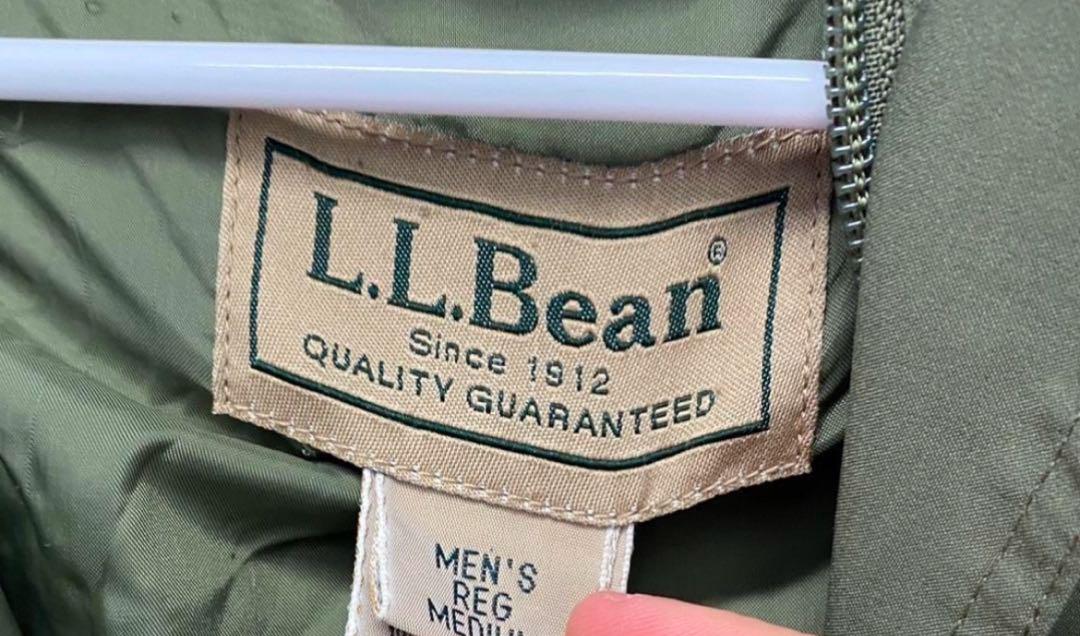 L.L.Bean®
Since 1912
QUALITY GUARANTEED
MEN'S
REG